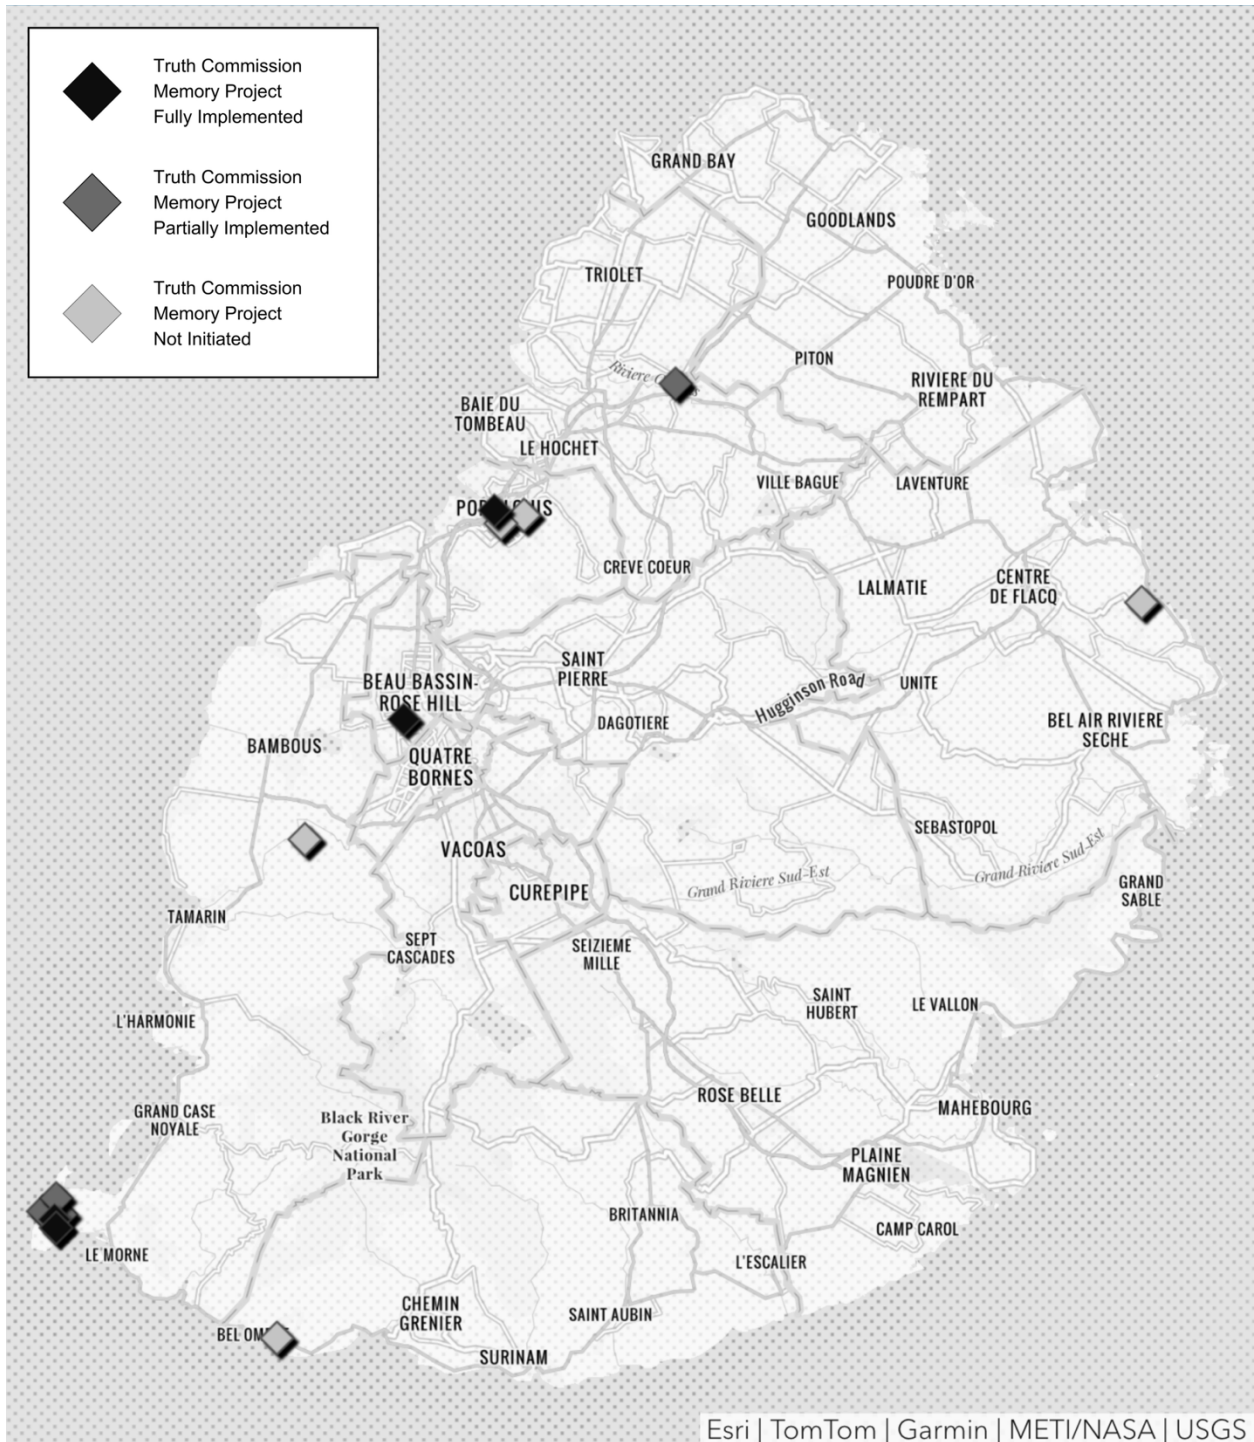 Truth Commission
Memory Project
Fully Implemented
Truth Commission
Memory Project
Partially Implemented
Truth Commission
Memory Project
Not Initiated
GRAND BAY
GOODLANDS
TRIOLET
POUDRE D'OR
PITON
Riviere
RIVIERE DU
REMPART
BAIE DU
TOMBEAU
LE HOCHET
VILLE BAGUE
LAVENTURE
CREVE COEUR
LALMATIE
CENTRE
DE FLACQ
SAINT
PIERRE
BEAU BASSIN-
ROSE HILL
Hugginson Road
UNITE
DAGOTIERE
BEL AIR RIVIERE
SECHE
BAMBOUS
QUATRE
BORNES
SEBASTOPOL
VACOAS
Grand Riviere Sud-Est
Grand Riviere Sud-Est
CUREPIPE
GRAND
SABLE
TAMARIN
SEPT
CASCADES
SEIZIEME
MILLE
SAINT
HUBERT
LE VALLON
L'HARMONIE
ROSE BELLE
MAHEBOURG
GRAND CASE
NOYALE
Black River
Gorge
National
Park
PLAINE
MAGNIEN
BRITANNIA
CAMP CAROL
LE MORNE
L'ESCALIER
CHEMIN
GRENIER
SAINT AUBIN
BEL
SURINAM
Esri | TomTom | Garmin | METI/NASA | USGS